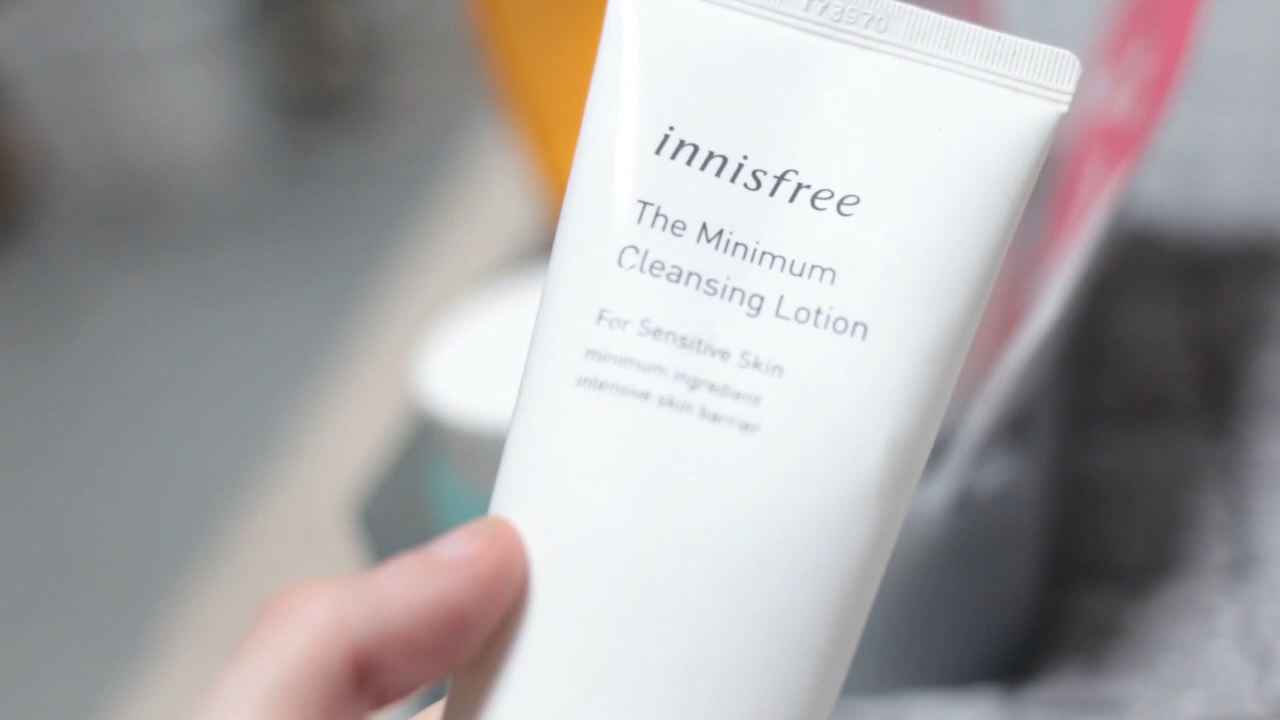 173970
innisfree
The Minimum
Cleansing Lotion
For Sensitive Skin
minimum ingredient
intensive skin barrier